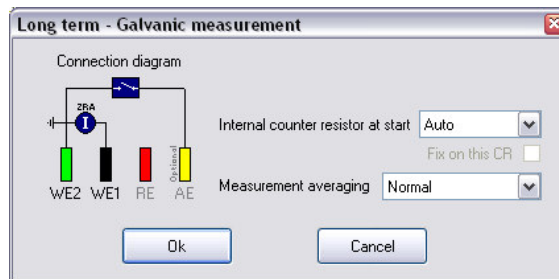 Long term - Galvanic measurement
Connection diagram
ZRA
I
Optional
WE2 WE1 RE AE
Internal counter resistor at start Auto
Fix on this CR
Measurement averaging Normal
Ok Cancel